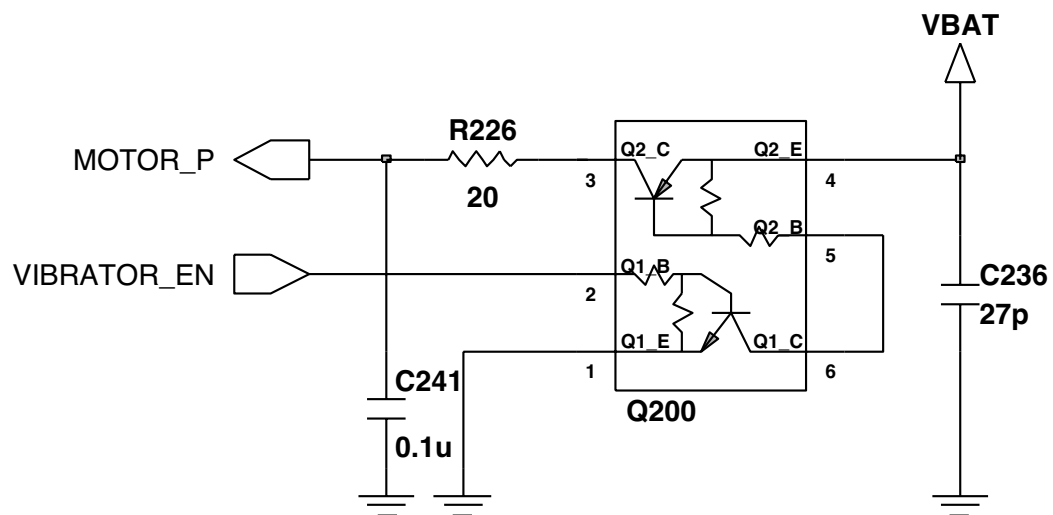 VBAT
R226
Q2_C
Q2_E
MOTOR_P
3
4
20
Q2_B
5
VIBRATOR_EN
Q1_B
2
C236
27p
Q1_E
Q1_C
1
6
C241
Q200
0.1u